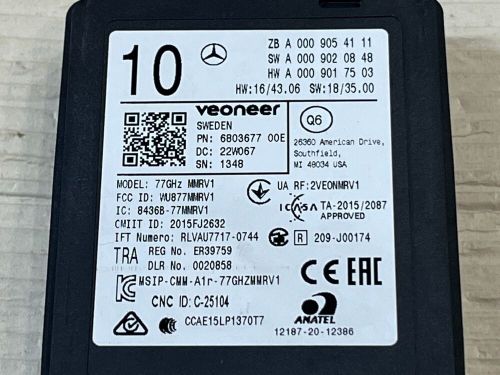 10
ZB A 000 905 41 11
SW A 000 902 08 48
HW A 000 901 75 03
HW:16/43.06 SW:18/35.00
veoneer
SWEDEN
PN: 6803677 00E
DC: 22W067
SN: 1348
Q6
26360 American Drive,
Southfield,
MI 48034 USA
MODEL: 77GHz MMRV1
FCC ID: WU877MMRV1
IC: 8436B-77MMRV1
CMIIT ID: 2015FJ2632
IFT Numero: RLVAU7717-0744
UA RF:2VEONMRV1
ICASA TA-2015/2087
APPROVED
R 209-J00174
TRA REG No: ER39759
DLR No: 0020858
MSIP-CMM-A1r-77GHZMMRV1
CNC ID: C-25104
CCAE15LP1370T7
CE EAC
ANATEL
12187-20-12386